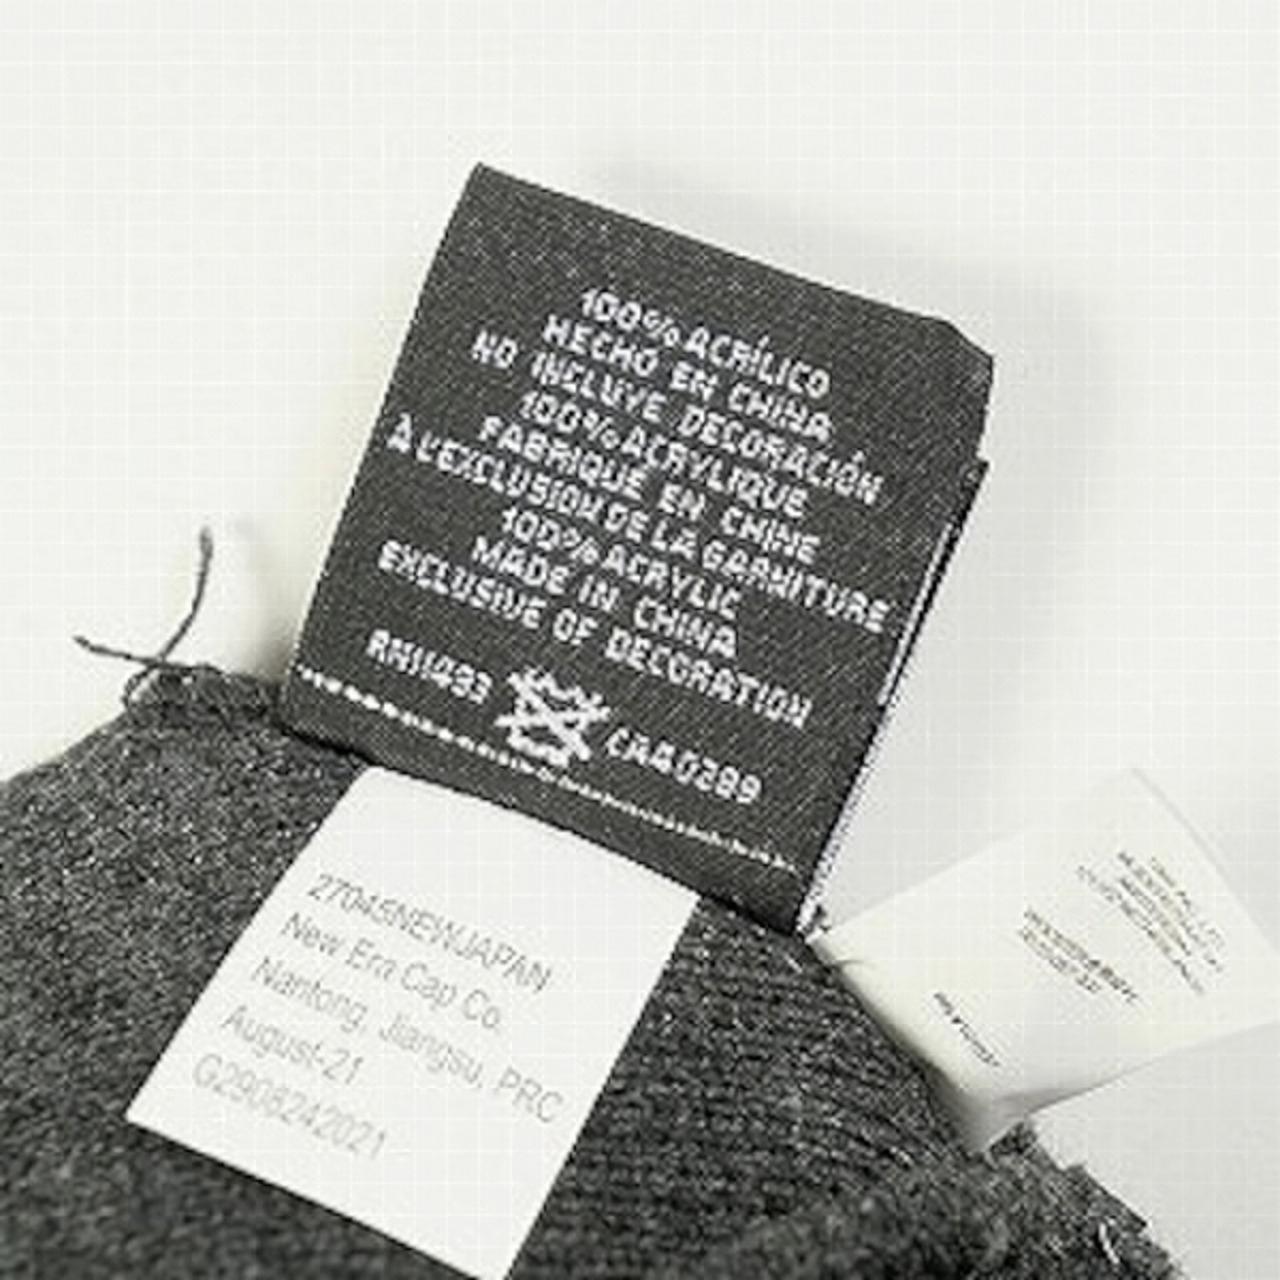 100% ACRÍLICO
HECHO EN CHINA
NO INCLUYE DECORACIÓN
100% ACRYLIQUE
FABRIQUE EN CHINE
À L'EXCLUSION DE LA GARNITURE
100% ACRYLIC
MADE IN CHINA
EXCLUSIVE OF DECORATION
RN11493 CA40289
27045NEWJAPAN
New Era Cap Co.
Nantong, Jiangsu, PRC
August-21
G2908242021